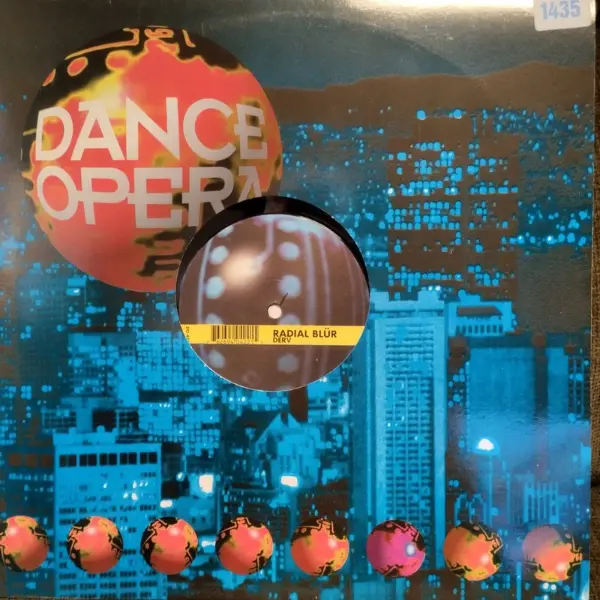 1435
DANCE
OPERA
RADIAL BLÜR
DERV